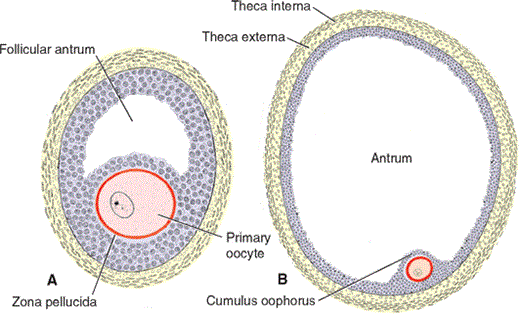 Theca interna
Theca externa
Follicular antrum
Antrum
Primary
oocyte
A
B
Zona pellucida
Cumulus oophorus